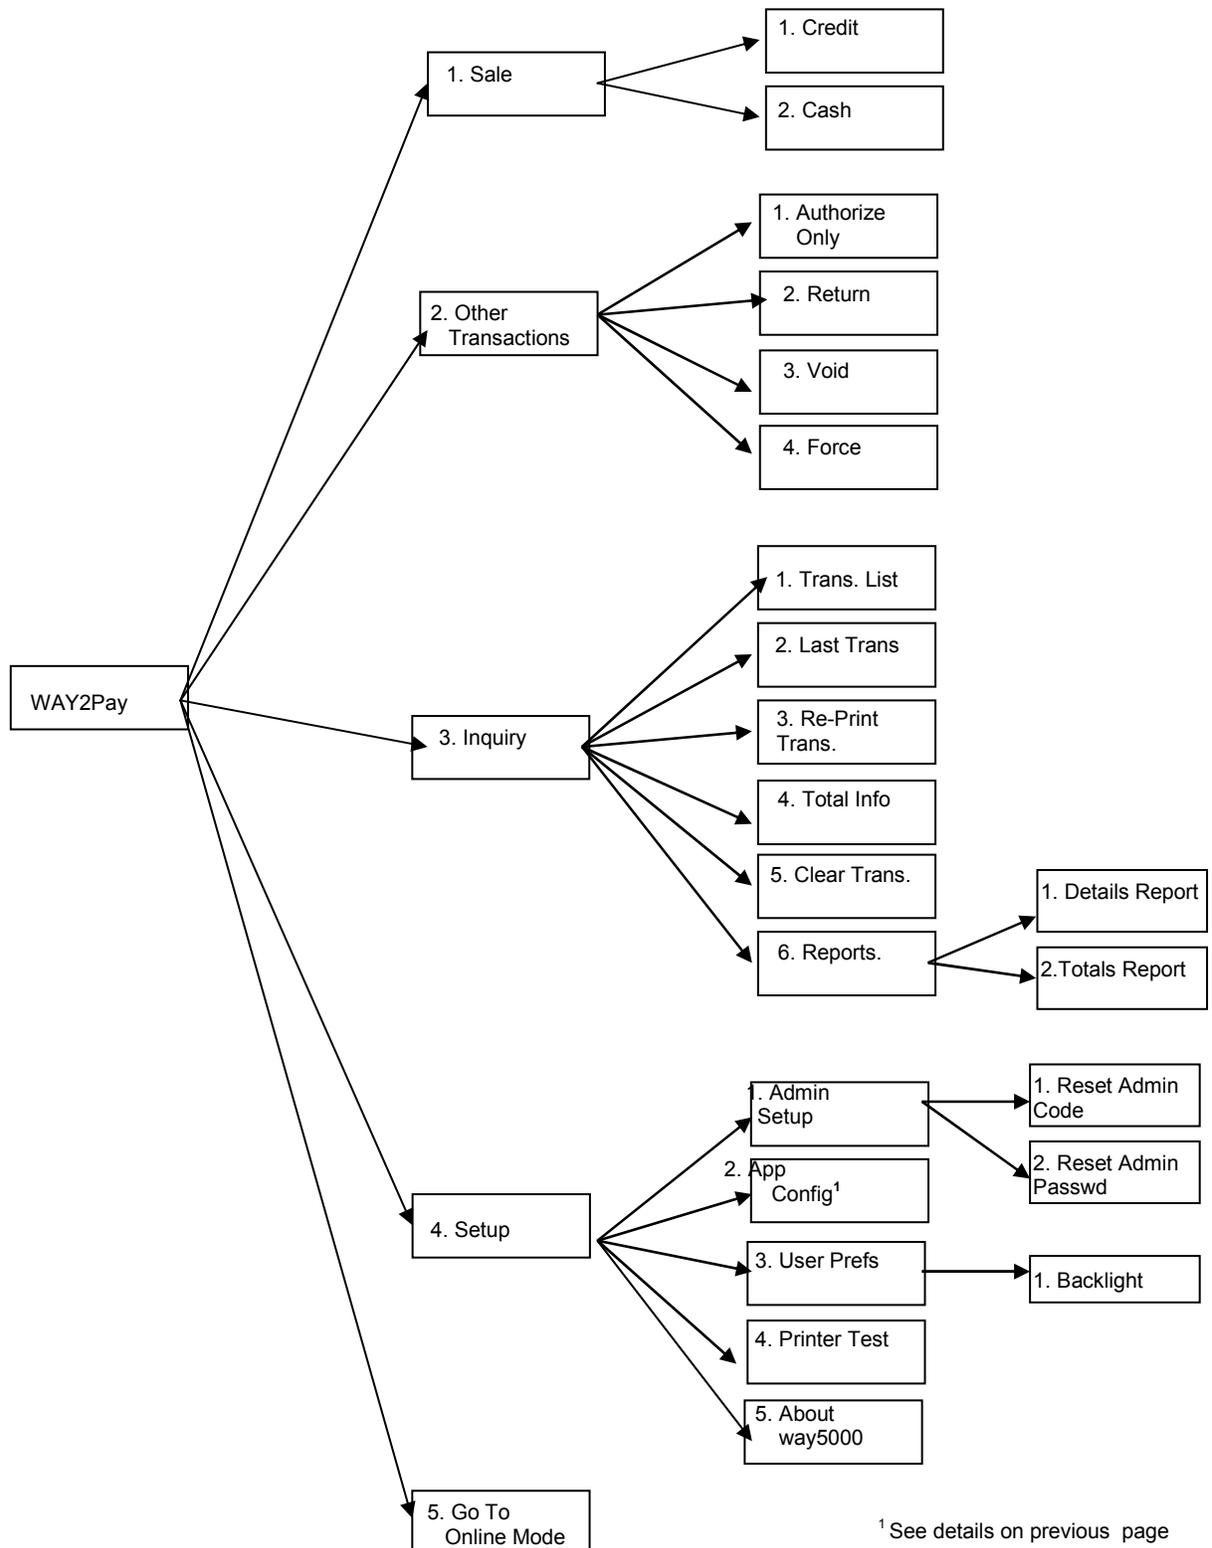 WAY2Pay
1. Sale
1. Credit
2. Cash
2. Other
Transactions
1. Authorize
Only
2. Return
3. Void
4. Force
3. Inquiry
1. Trans. List
2. Last Trans
3. Re-Print
Trans.
4. Total Info
5. Clear Trans.
6. Reports.
1. Details Report
2.Totals Report
4. Setup
1. Admin
Setup
1. Reset Admin
Code
2. Reset Admin
Passwd
2. App
Config¹
3. User Prefs
1. Backlight
4. Printer Test
5. About
way5000
5. Go To
Online Mode
¹ See details on previous page